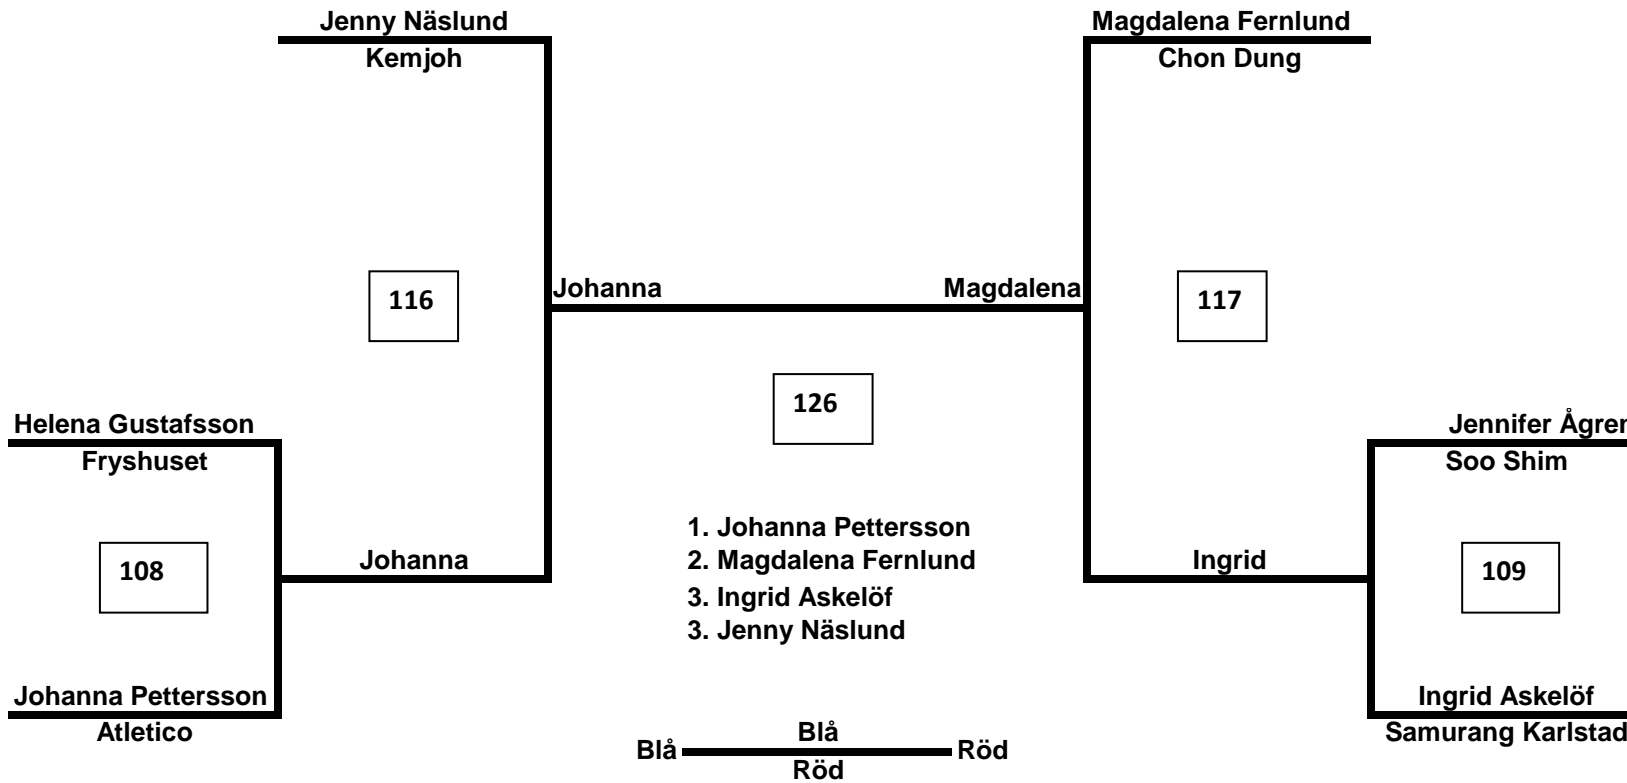 Jenny Näslund
Kemjoh
Magdalena Fernlund
Chon Dung
116
Johanna
Magdalena
117
126
Helena Gustafsson
Fryshuset
Jennifer Ågren
Soo Shim
1. Johanna Pettersson
2. Magdalena Fernlund
3. Ingrid Askelöf
3. Jenny Näslund
108
Johanna
Ingrid
109
Johanna Pettersson
Atletico
Ingrid Askelöf
Samurang Karlstad
Blå
Blå
Röd
Röd